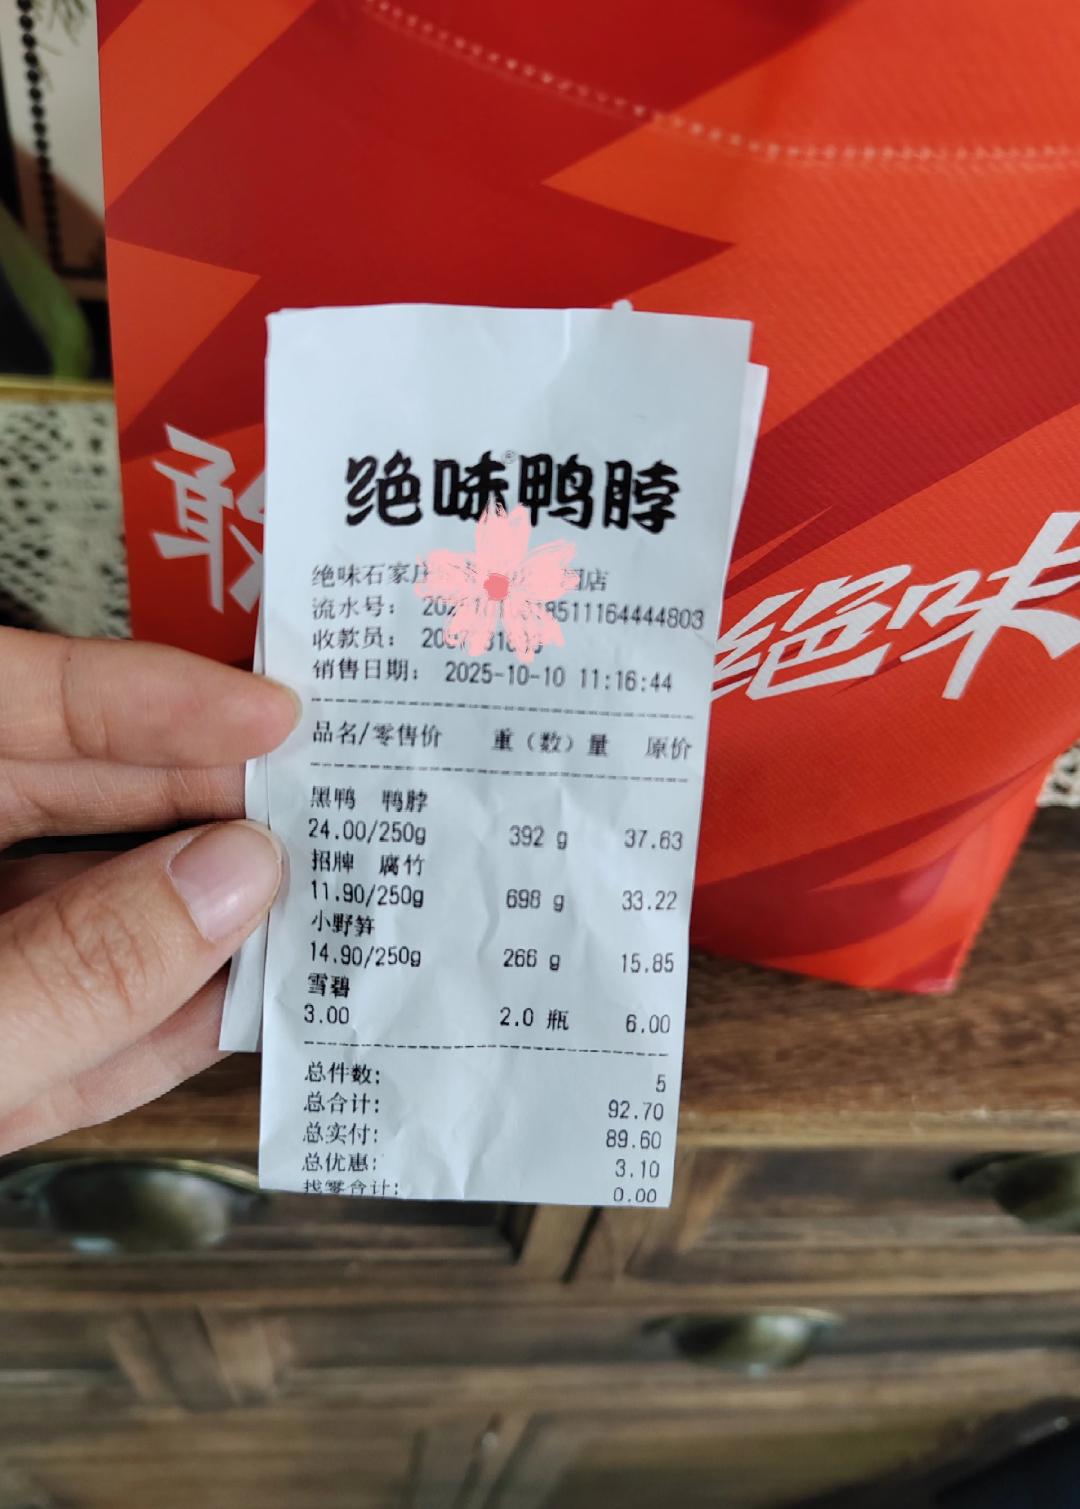 敢
绝味
绝味®鸭脖
绝味石家庄 店
流水号： 85111164444803
收款员：
销售日期： 2025-10-10 11:16:44
品名/零售价 重（数）量 原价
黑鸭 鸭脖
24.00/250g 392 g 37.63
招牌 腐竹
11.90/250g 698 g 33.22
小野笋
14.90/250g 266 g 15.85
雪碧
3.00 2.0 瓶 6.00
总件数: 5
总合计: 92.70
总实付: 89.60
总优惠: 3.10
找零合计: 0.00